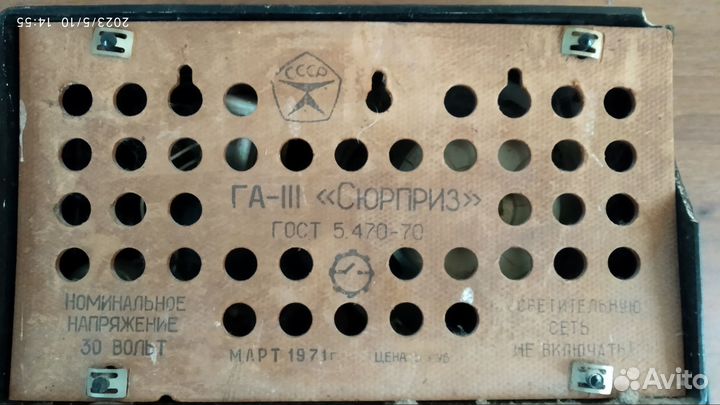 2023/5/10 14:55
СССР
ГА-III «Сюрприз»
ГОСТ 5.470-70
НОМИНАЛЬНОЕ
НАПРЯЖЕНИЕ
30 ВОЛЬТ
МАРТ 1971г.
ЦЕНА
СЕТЬ
НЕ ВКЛЮЧАТЬ!
Avito